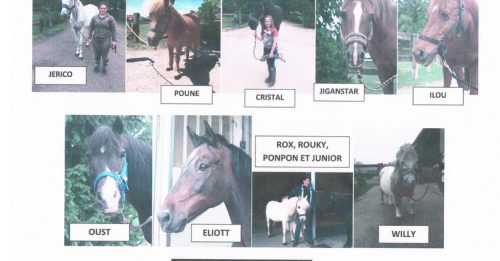 JERICO
POUNE
CRISTAL
JIGANSTAR
ILOU
ROX, ROUKY,
PONPON ET JUNIOR
OUST
ELIOTT
WILLY